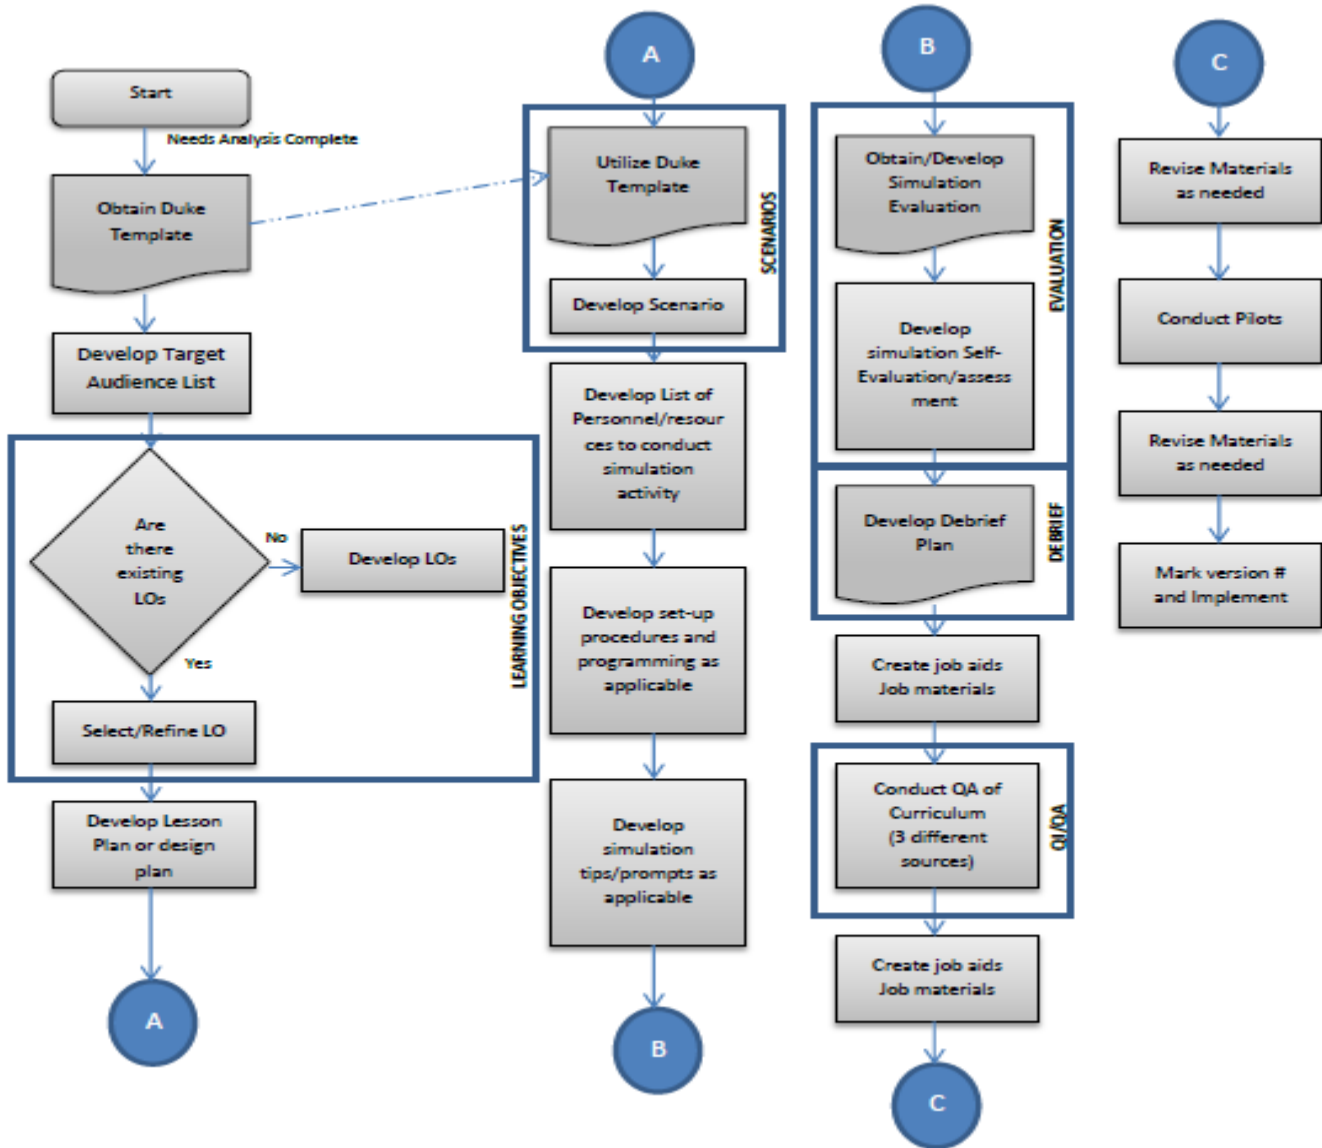 Start
Needs Analysis Complete
Obtain Duke
Template
Develop Target
Audience List
Are
there
existing
LOs
No
Develop LOs
Yes
Select/Refine LO
LEARNING OBJECTIVES
Develop Lesson
Plan or design
plan
A
A
Utilize Duke
Template
Develop Scenario
SCENARIOS
Develop List of
Personnel/resour
ces to conduct
simulation
activity
Develop set-up
procedures and
programming as
applicable
Develop
simulation
tips/prompts as
applicable
B
B
Obtain/Develop
Simulation
Evaluation
Develop
simulation Self-
Evaluation/assess
ment
EVALUATION
Develop Debrief
Plan
DEBRIEF
Create job aids
Job materials
Conduct QA of
Curriculum
(3 different
sources)
QI/QA
Create job aids
Job materials
C
C
Revise Materials
as needed
Conduct Pilots
Revise Materials
as needed
Mark version #
and Implement